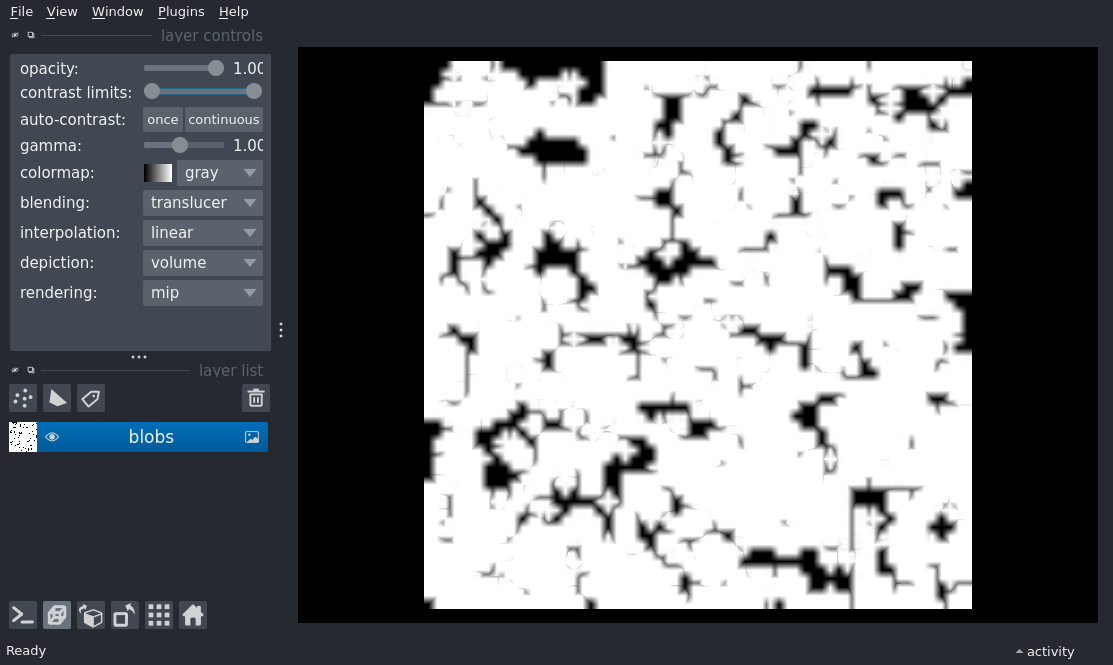 File View Window Plugins Help
layer controls
opacity: 1.00
contrast limits:
auto-contrast: once continuous
gamma: 1.00
colormap: gray
blending: translucer
interpolation: linear
depiction: volume
rendering: mip
layer list
blobs
Ready
activity